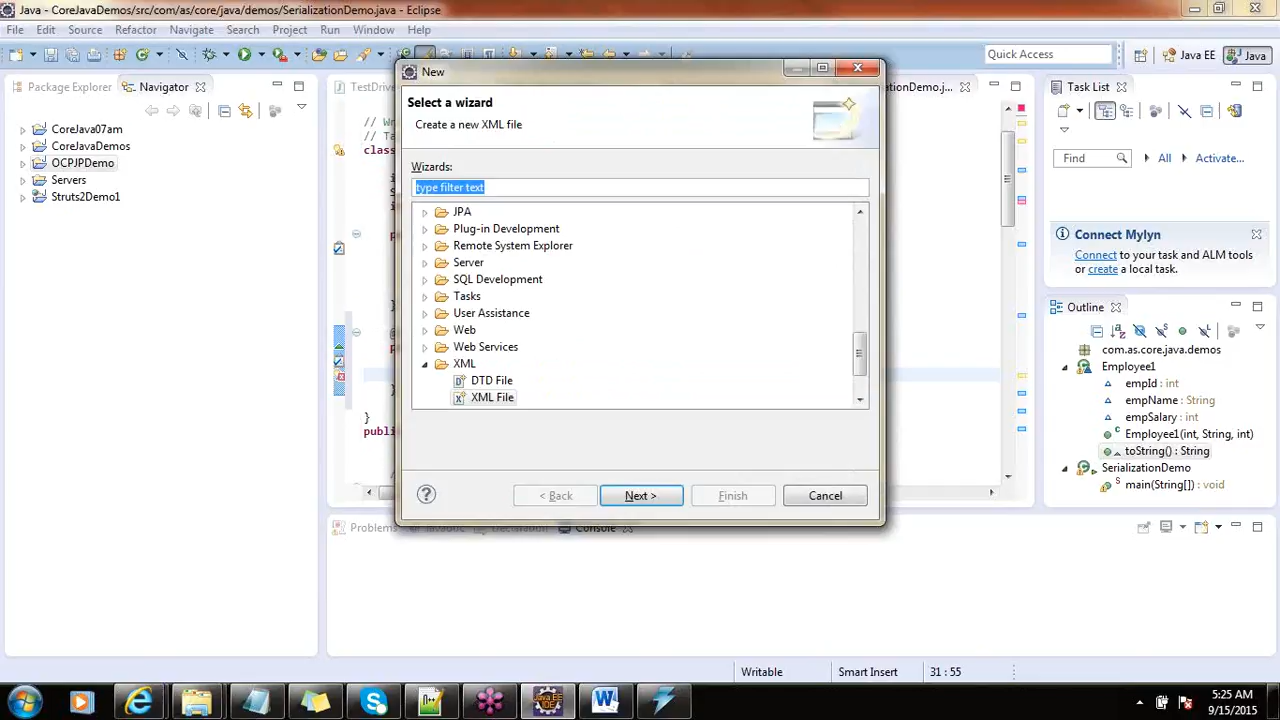 Java - CoreJavaDemos/src/com/as/core/java/demos/SerializationDemo.java - Eclipse
File Edit Source Refactor Navigate Search Project Run Window Help
Quick Access
Java EE
Java
Package Explorer
Navigator
CoreJava07am
CoreJavaDemos
OCPJPDemo
Servers
Struts2Demo1
New
Select a wizard
Create a new XML file
Wizards:
type filter text
JPA
Plug-in Development
Remote System Explorer
Server
SQL Development
Tasks
User Assistance
Web
Web Services
XML
DTD File
XML File
< Back
Next >
Finish
Cancel
class
}
}
Task List
Find
All
Activate...
Connect Mylyn
Connect to your task and ALM tools
or create a local task.
Outline
com.as.core.java.demos
Employee1
empId : int
empName : String
empSalary : int
Employee1(int, String, int)
toString() : String
SerializationDemo
main(String[]) : void
Problems
Javadoc
Declaration
Console
Writable
Smart Insert
31 : 55
5:25 AM
9/15/2015